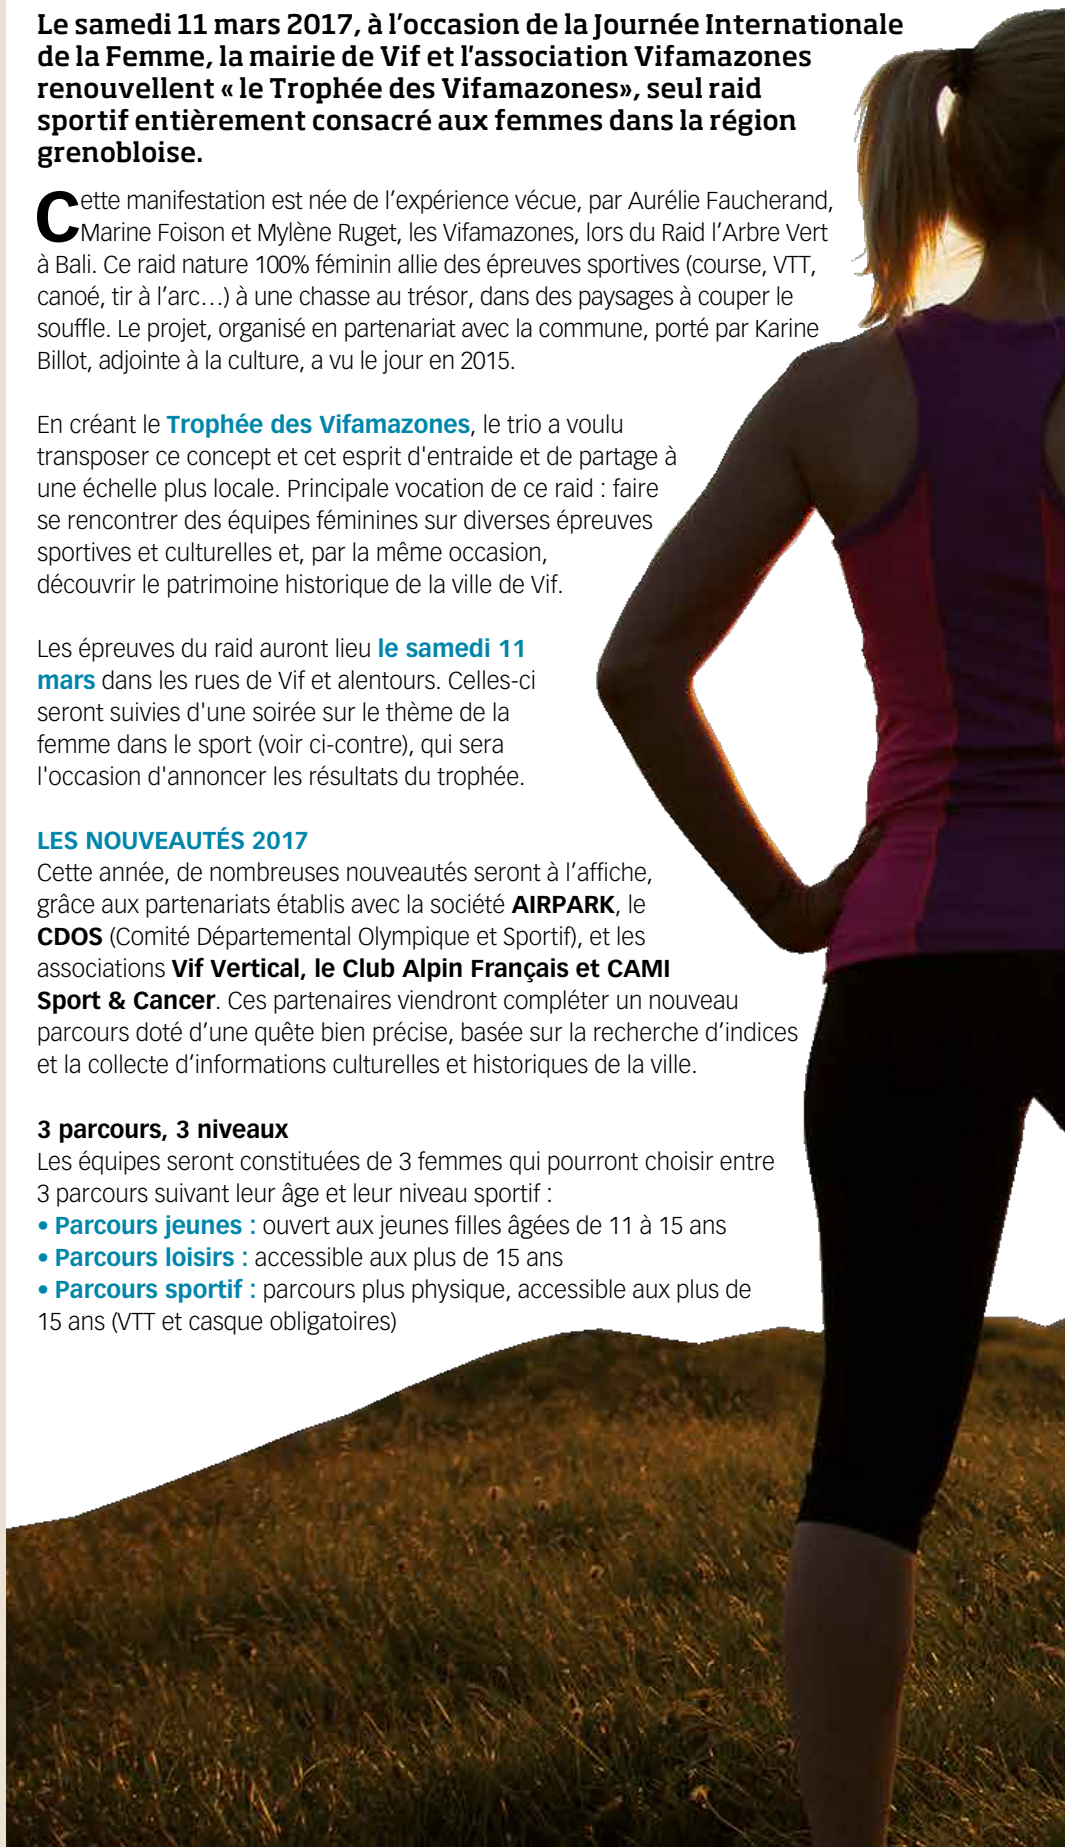 Le samedi 11 mars 2017, à l’occasion de la Journée Internationale
de la Femme, la mairie de Vif et l'association Vifamazones
renouvellent « le Trophée des Vifamazones», seul raid
sportif entièrement consacré aux femmes dans la région
grenobloise.
Cette manifestation est née de l’expérience vécue, par Aurélie Faucherand,
Marine Foison et Mylène Ruget, les Vifamazones, lors du Raid l’Arbre Vert
à Bali. Ce raid nature 100% féminin allie des épreuves sportives (course, VTT,
canoé, tir à l’arc…) à une chasse au trésor, dans des paysages à couper le
souffle. Le projet, organisé en partenariat avec la commune, porté par Karine
Billot, adjointe à la culture, a vu le jour en 2015.
En créant le Trophée des Vifamazones, le trio a voulu
transposer ce concept et cet esprit d'entraide et de partage à
une échelle plus locale. Principale vocation de ce raid : faire
se rencontrer des équipes féminines sur diverses épreuves
sportives et culturelles et, par la même occasion,
découvrir le patrimoine historique de la ville de Vif.
Les épreuves du raid auront lieu le samedi 11
mars dans les rues de Vif et alentours. Celles-ci
seront suivies d'une soirée sur le thème de la
femme dans le sport (voir ci-contre), qui sera
l'occasion d'annoncer les résultats du trophée.
LES NOUVEAUTÉS 2017
Cette année, de nombreuses nouveautés seront à l’affiche,
grâce aux partenariats établis avec la société AIRPARK, le
CDOS (Comité Départemental Olympique et Sportif), et les
associations Vif Vertical, le Club Alpin Français et CAMI
Sport & Cancer. Ces partenaires viendront compléter un nouveau
parcours doté d’une quête bien précise, basée sur la recherche d’indices
et la collecte d’informations culturelles et historiques de la ville.
3 parcours, 3 niveaux
Les équipes seront constituées de 3 femmes qui pourront choisir entre
3 parcours suivant leur âge et leur niveau sportif :
• Parcours jeunes : ouvert aux jeunes filles âgées de 11 à 15 ans
• Parcours loisirs : accessible aux plus de 15 ans
• Parcours sportif : parcours plus physique, accessible aux plus de
15 ans (VTT et casque obligatoires)